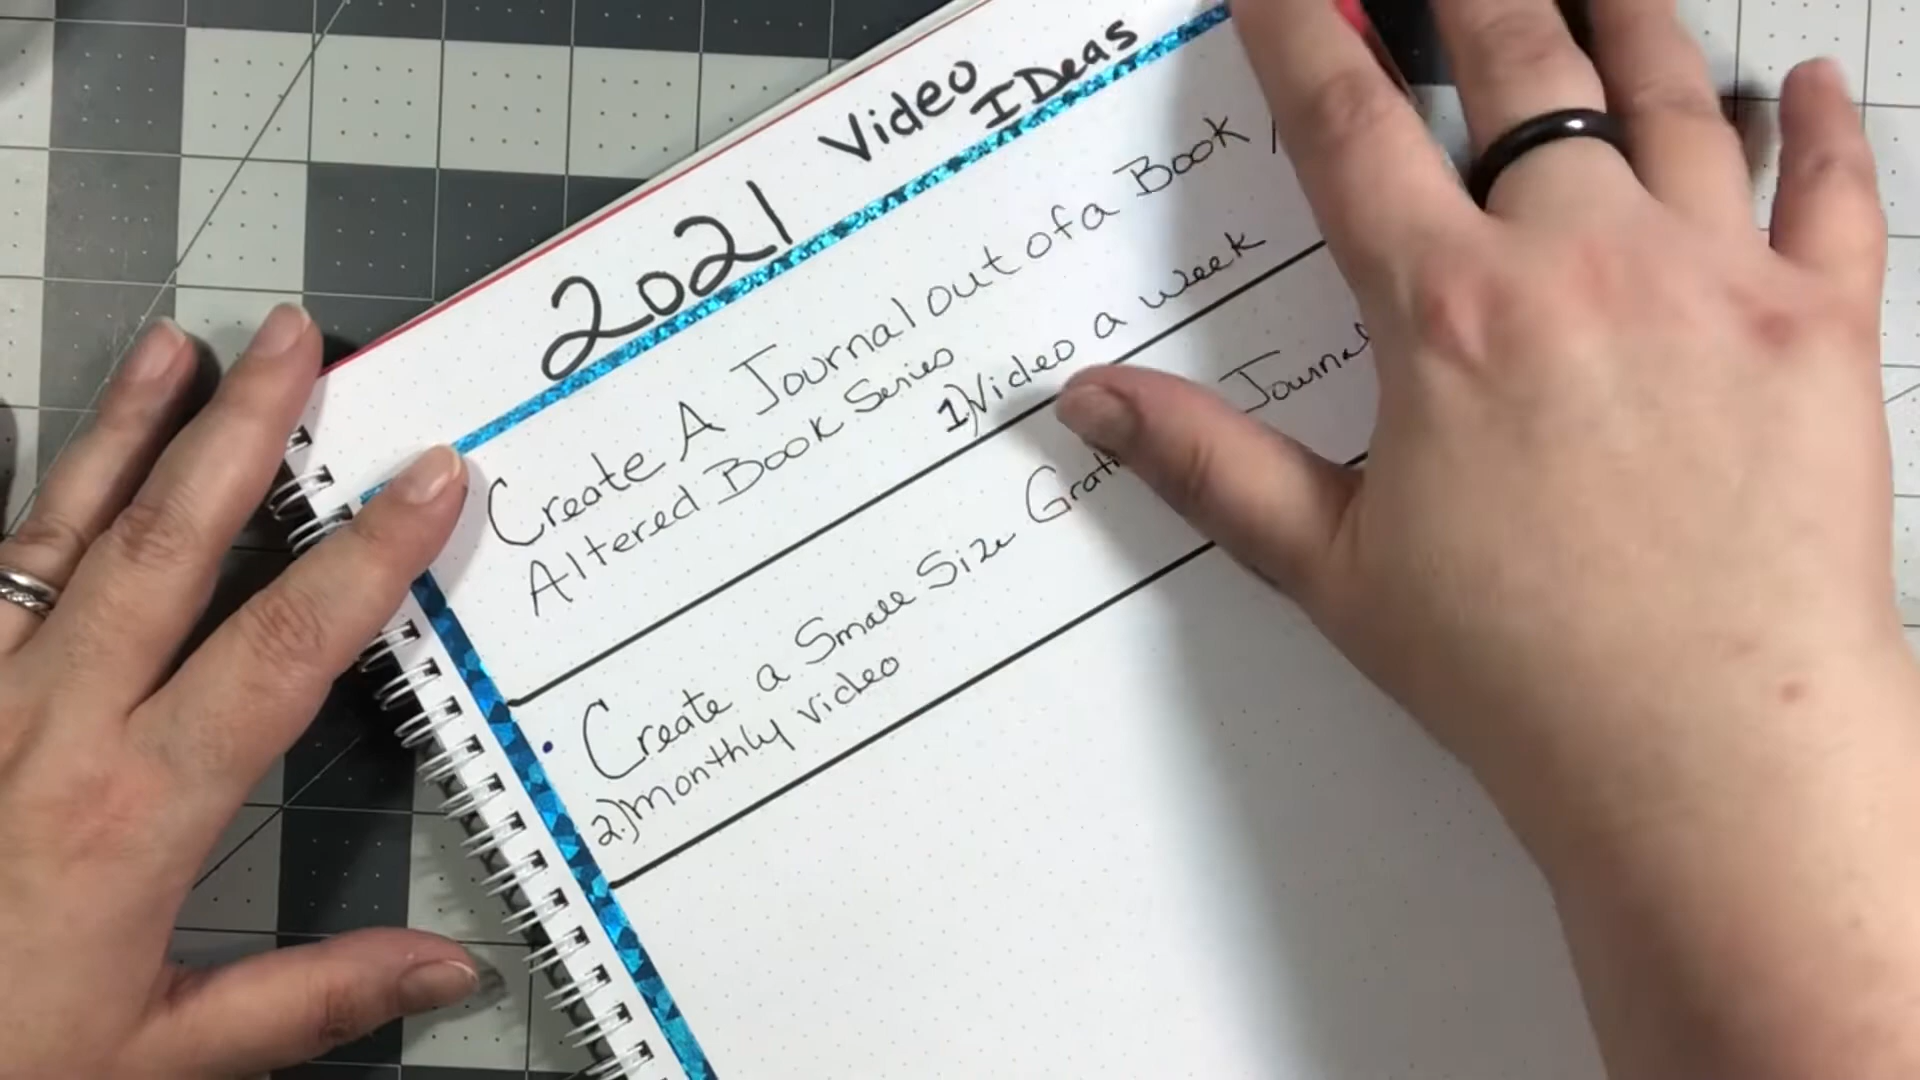 2021 Video
IDeas
Create A Journal out of a Book /
Altered Book Series
1) Video a week
Create a Small Size Journal
2.) monthly video